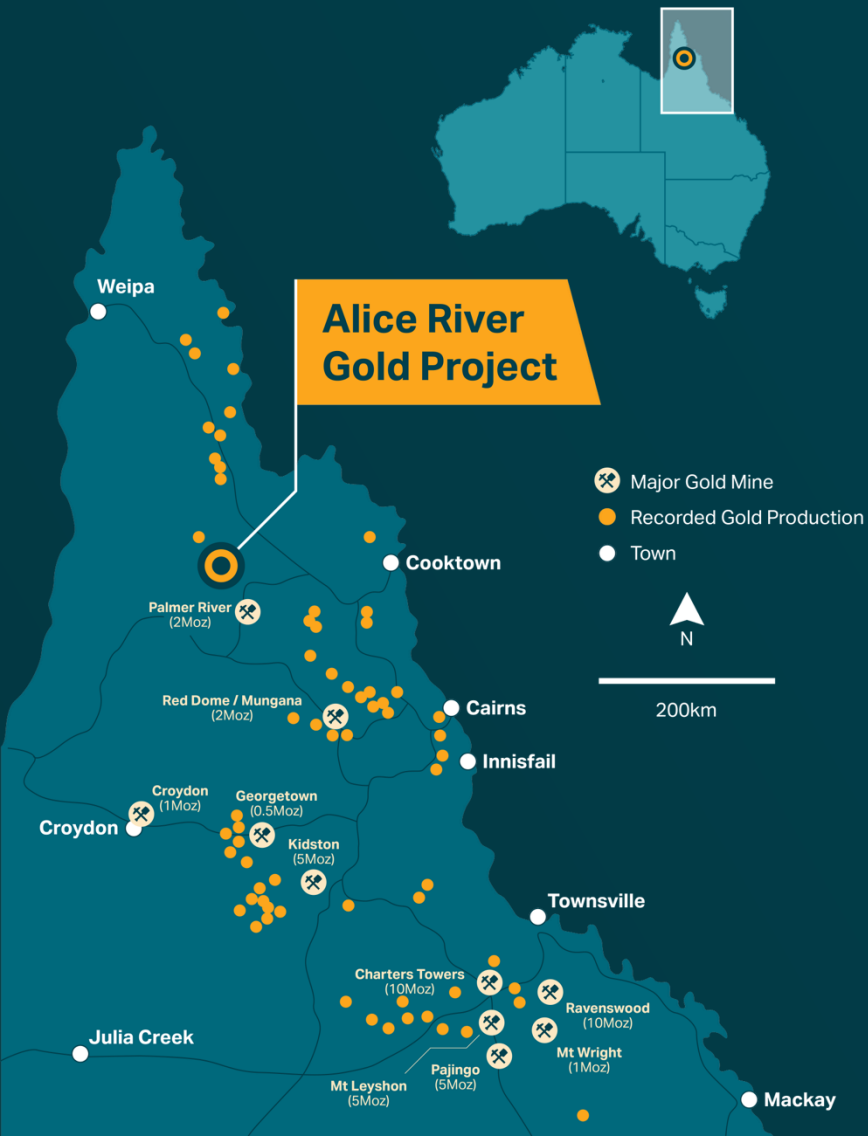 Weipa
Alice River
Gold Project
Major Gold Mine
Recorded Gold Production
Town
N
200km
Cooktown
Palmer River
(2Moz)
Red Dome / Mungana
(2Moz)
Cairns
Innisfail
Croydon
(1Moz)
Croydon
Georgetown
(0.5Moz)
Kidston
(5Moz)
Townsville
Charters Towers
(10Moz)
Ravenswood
(10Moz)
Mt Wright
(1Moz)
Julia Creek
Mt Leyshon
(5Moz)
Pajingo
(5Moz)
Mackay